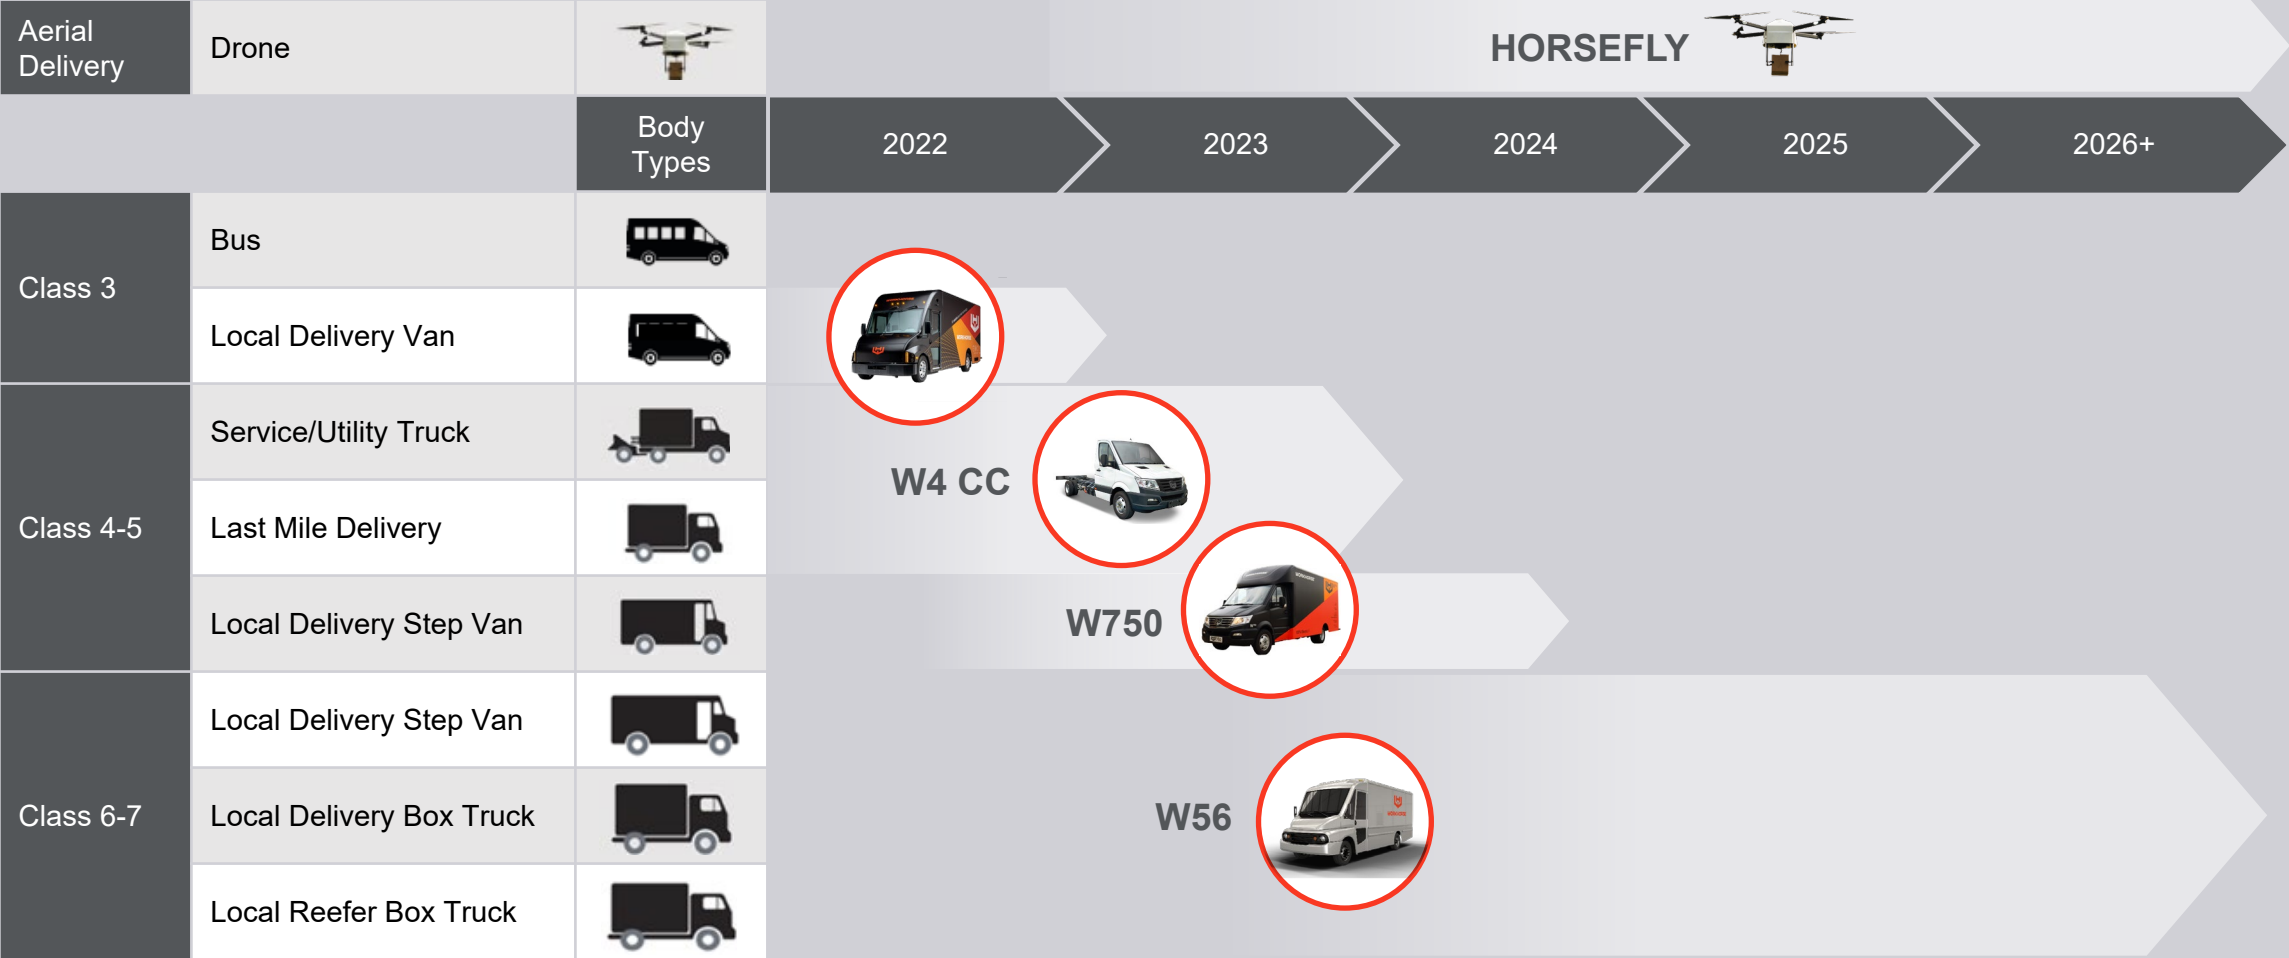 Aerial
Delivery
Drone
HORSEFLY
Body
Types
2022
2023
2024
2025
2026+
Class 3
Bus
Local Delivery Van
Class 4-5
Service/Utility Truck
Last Mile Delivery
Local Delivery Step Van
W4 CC
W750
Class 6-7
Local Delivery Step Van
Local Delivery Box Truck
Local Reefer Box Truck
W56